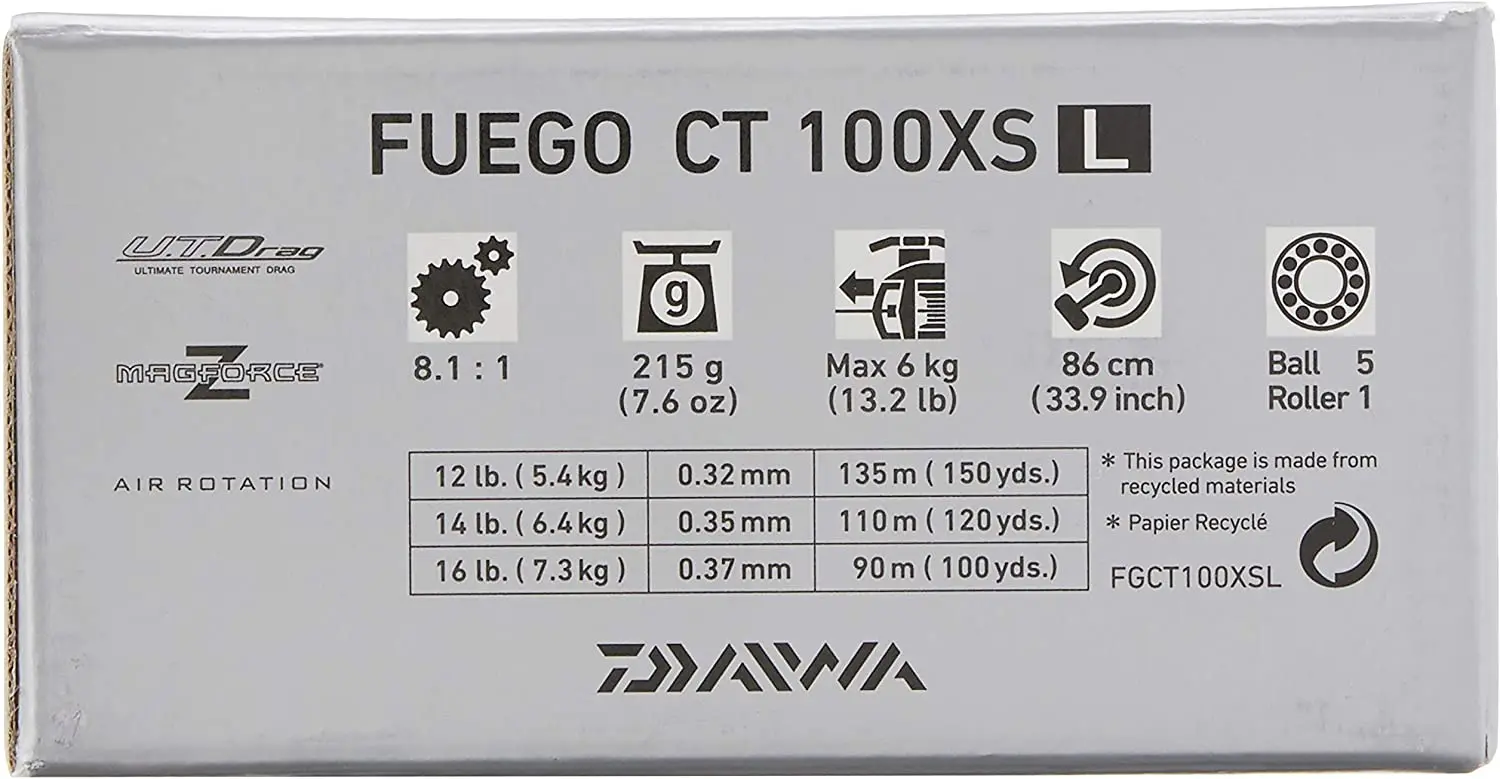 FUEGO CT 100XS L
U.T.Drag
ULTIMATE TOURNAMENT DRAG
MAGFORCE® Z
AIR ROTATION
8.1 : 1
g
215 g
(7.6 oz)
Max 6 kg
(13.2 lb)
86 cm
(33.9 inch)
Ball 5
Roller 1
12 lb. ( 5.4 kg ) 0.32 mm 135 m ( 150 yds. )
14 lb. ( 6.4 kg ) 0.35 mm 110 m ( 120 yds. )
16 lb. ( 7.3 kg ) 0.37 mm 90 m ( 100 yds. )
* This package is made from
recycled materials
* Papier Recyclé
FGCT100XSL
DAIWA